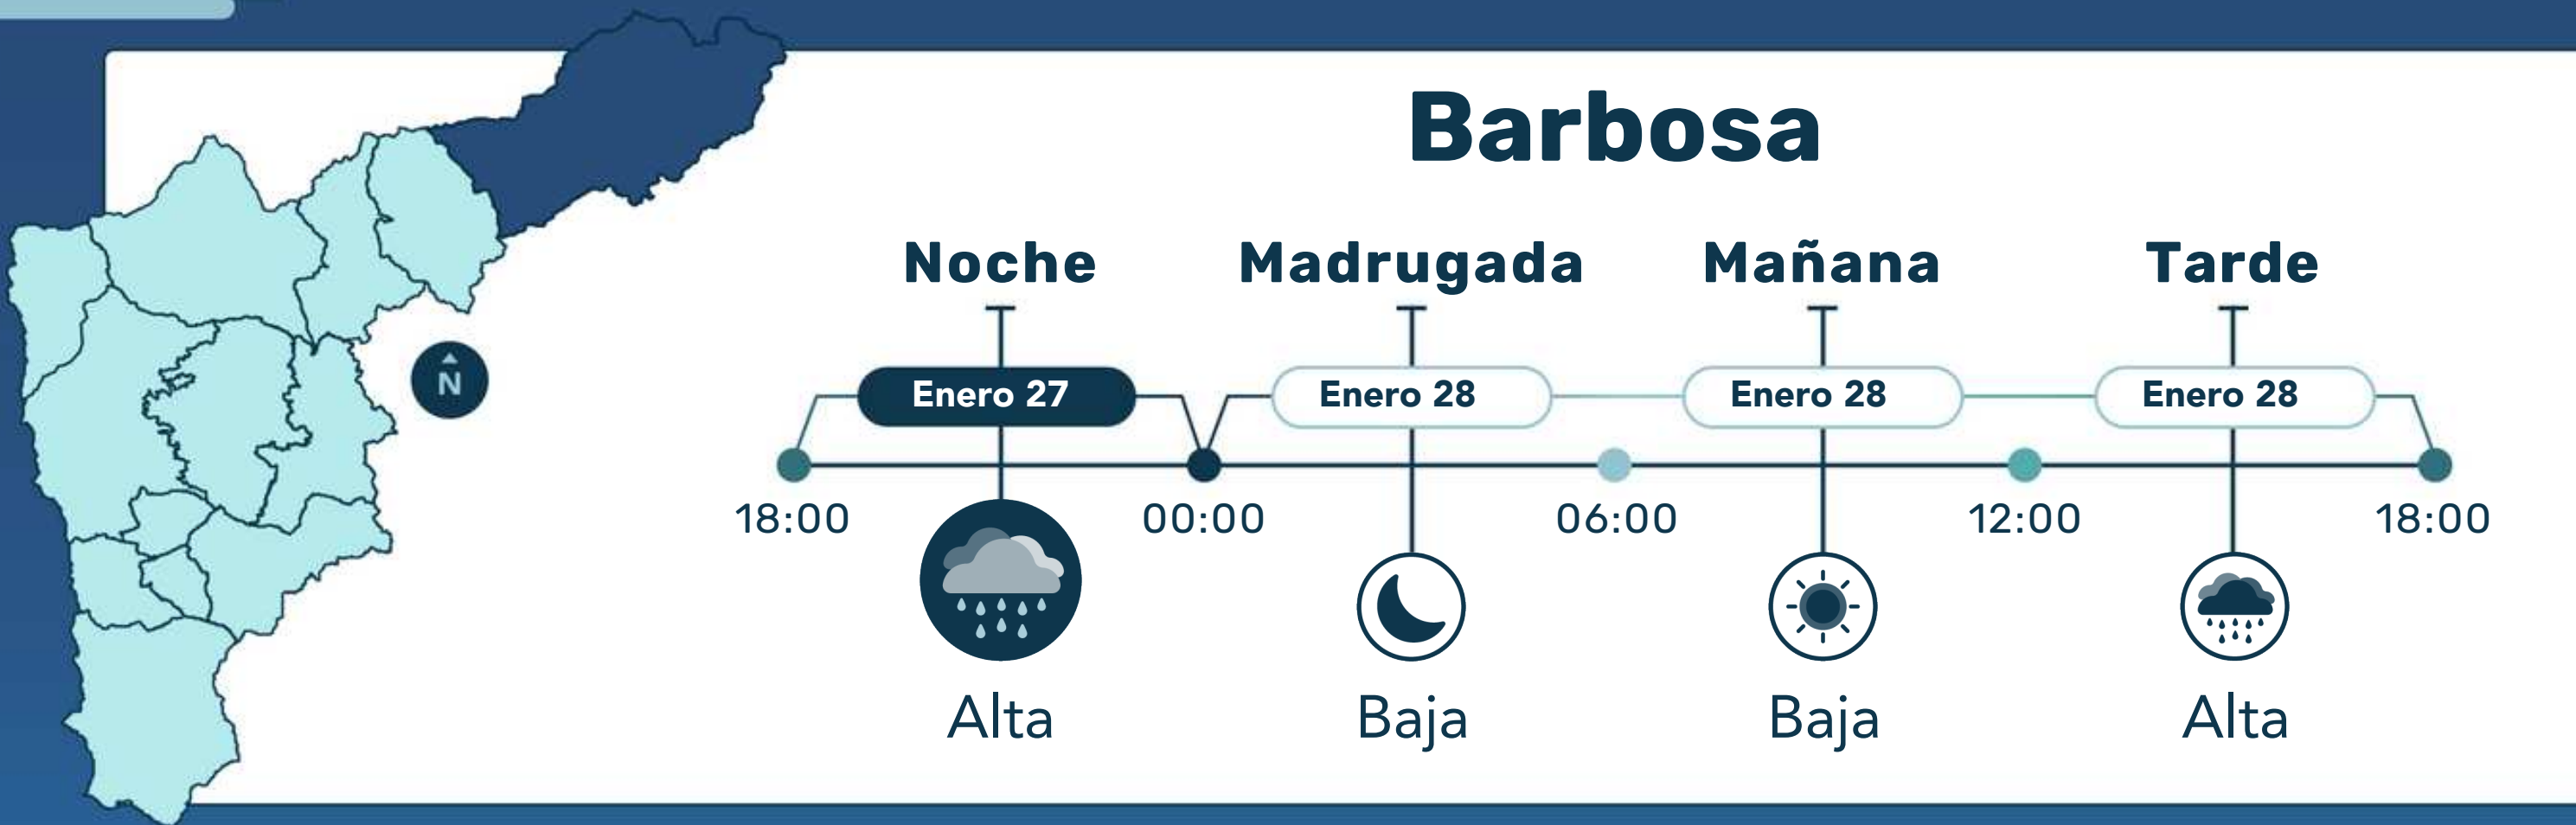 Barbosa
Noche Madrugada Mañana Tarde
Enero 27 Enero 28 Enero 28 Enero 28
N
18:00 00:00 06:00 12:00 18:00
Alta Baja Baja Alta